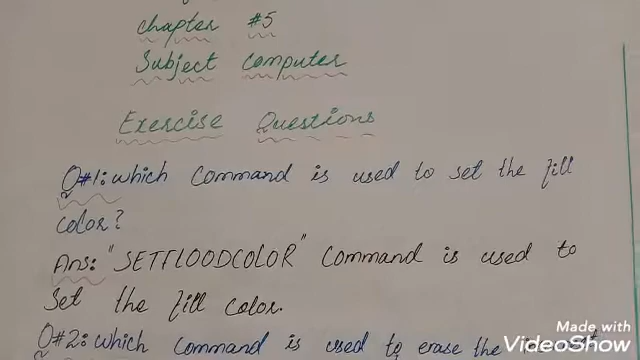 chapter #5
Subject computer
Exercise Questions
Q#1: which command is used to set the fill
color?
Ans: "SETFLOODCOLOR" command is used to
set the fill color.
Q#2: which command is used to erase the
Made with
VideoShow